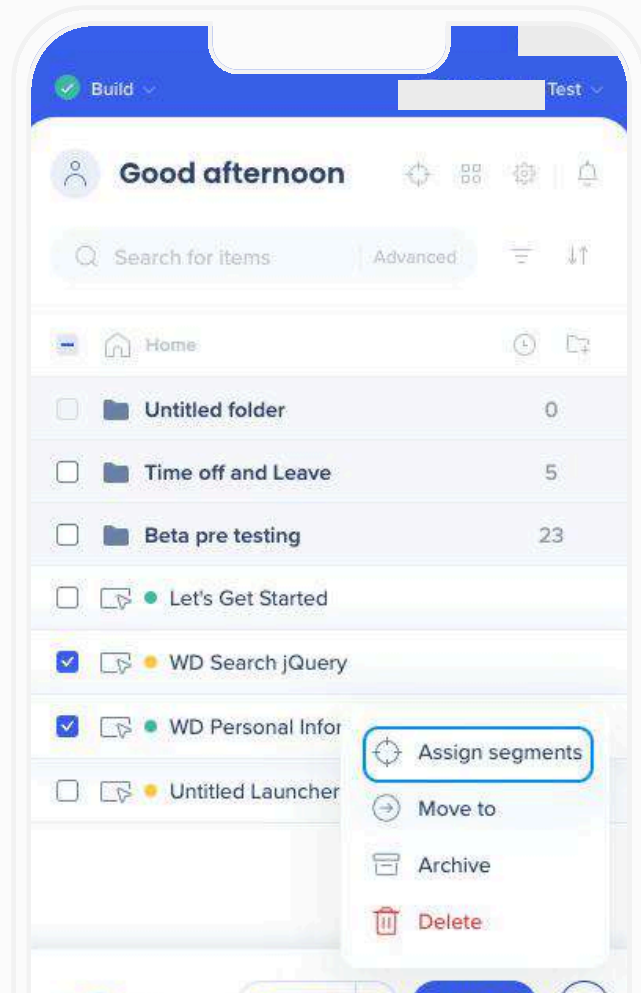 Build Test
Good afternoon
Search for items Advanced
Home
Untitled folder 0
Time off and Leave 5
Beta pre testing 23
Let's Get Started
WD Search jQuery
WD Personal Infor
Assign segments
Untitled Launcher
Move to
Archive
Delete